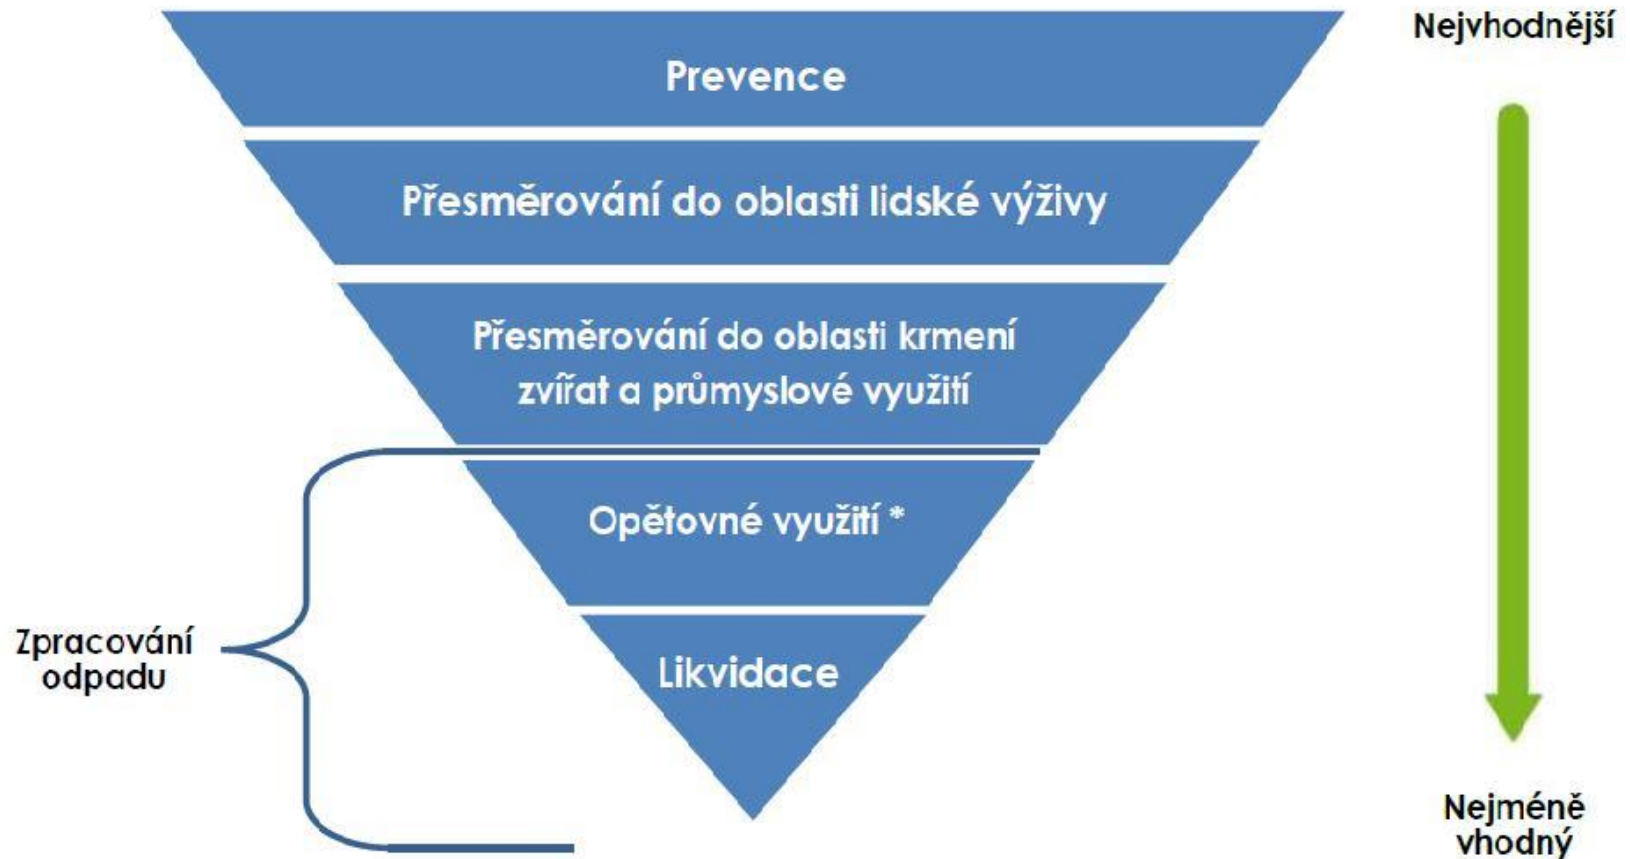 Nejvhodnější
Prevence
Přesměrování do oblasti lidské výživy
Přesměrování do oblasti krmení
zvířat a průmyslové využití
Opětovné využití *
Zpracování
odpadu
Likvidace
Nejméně
vhodný